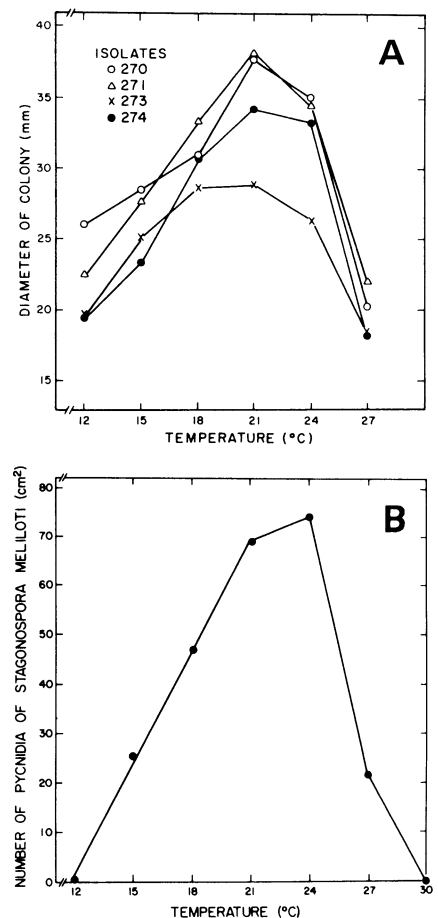 A
ISOLATES
○ 270
△ 271
x 273
● 274
DIAMETER OF COLONY (mm)
40
35
30
25
20
15
12 15 18 21 24 27
TEMPERATURE (°C)
B
NUMBER OF PYCNIDIA OF STAGONOSPORA MELILOTI (cm²)
80
70
60
50
40
30
20
10
0
12 15 18 21 24 27 30
TEMPERATURE (°C)